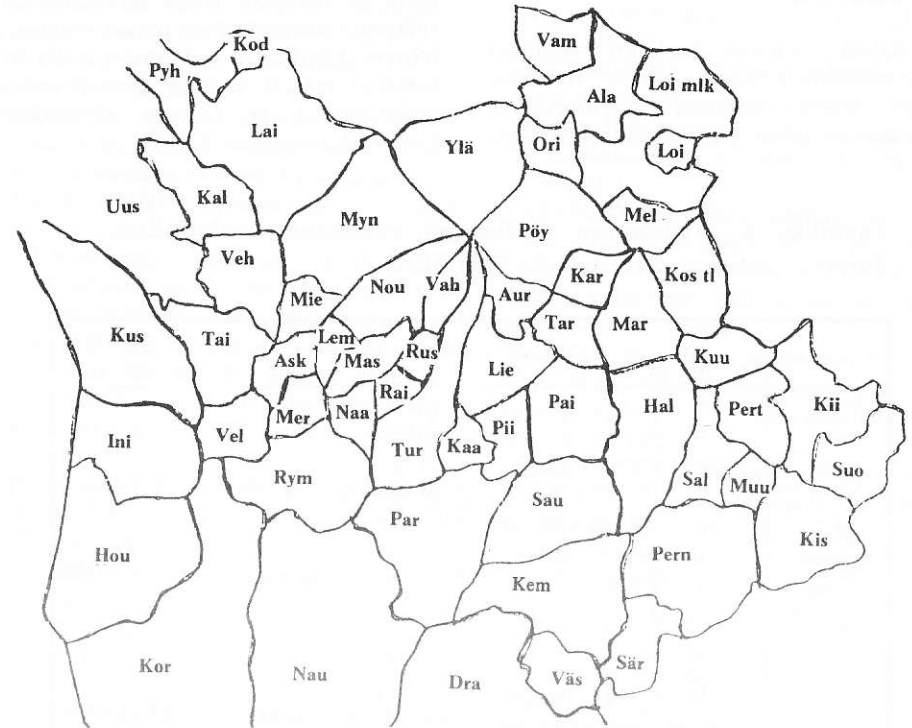 Kod
Vam
Pyh
Loi mlk
Ala
Lai
Ylä
Ori
Loi
Kal
Uus
Myn
Mel
Pöy
Veh
Kar
Kos tl
Nou
Vah
Mie
Aur
Kus
Tai
Lem
Tar
Mar
Ask
Mas
Rus
Lie
Kuu
Rai
Mer
Naa
Pai
Hal
Pert
Kii
Vel
Pii
Ini
Tur
Kaa
Rym
Sal
Muu
Suo
Par
Sau
Hou
Pern
Kis
Kem
Kor
Nau
Dra
Väs
Sär